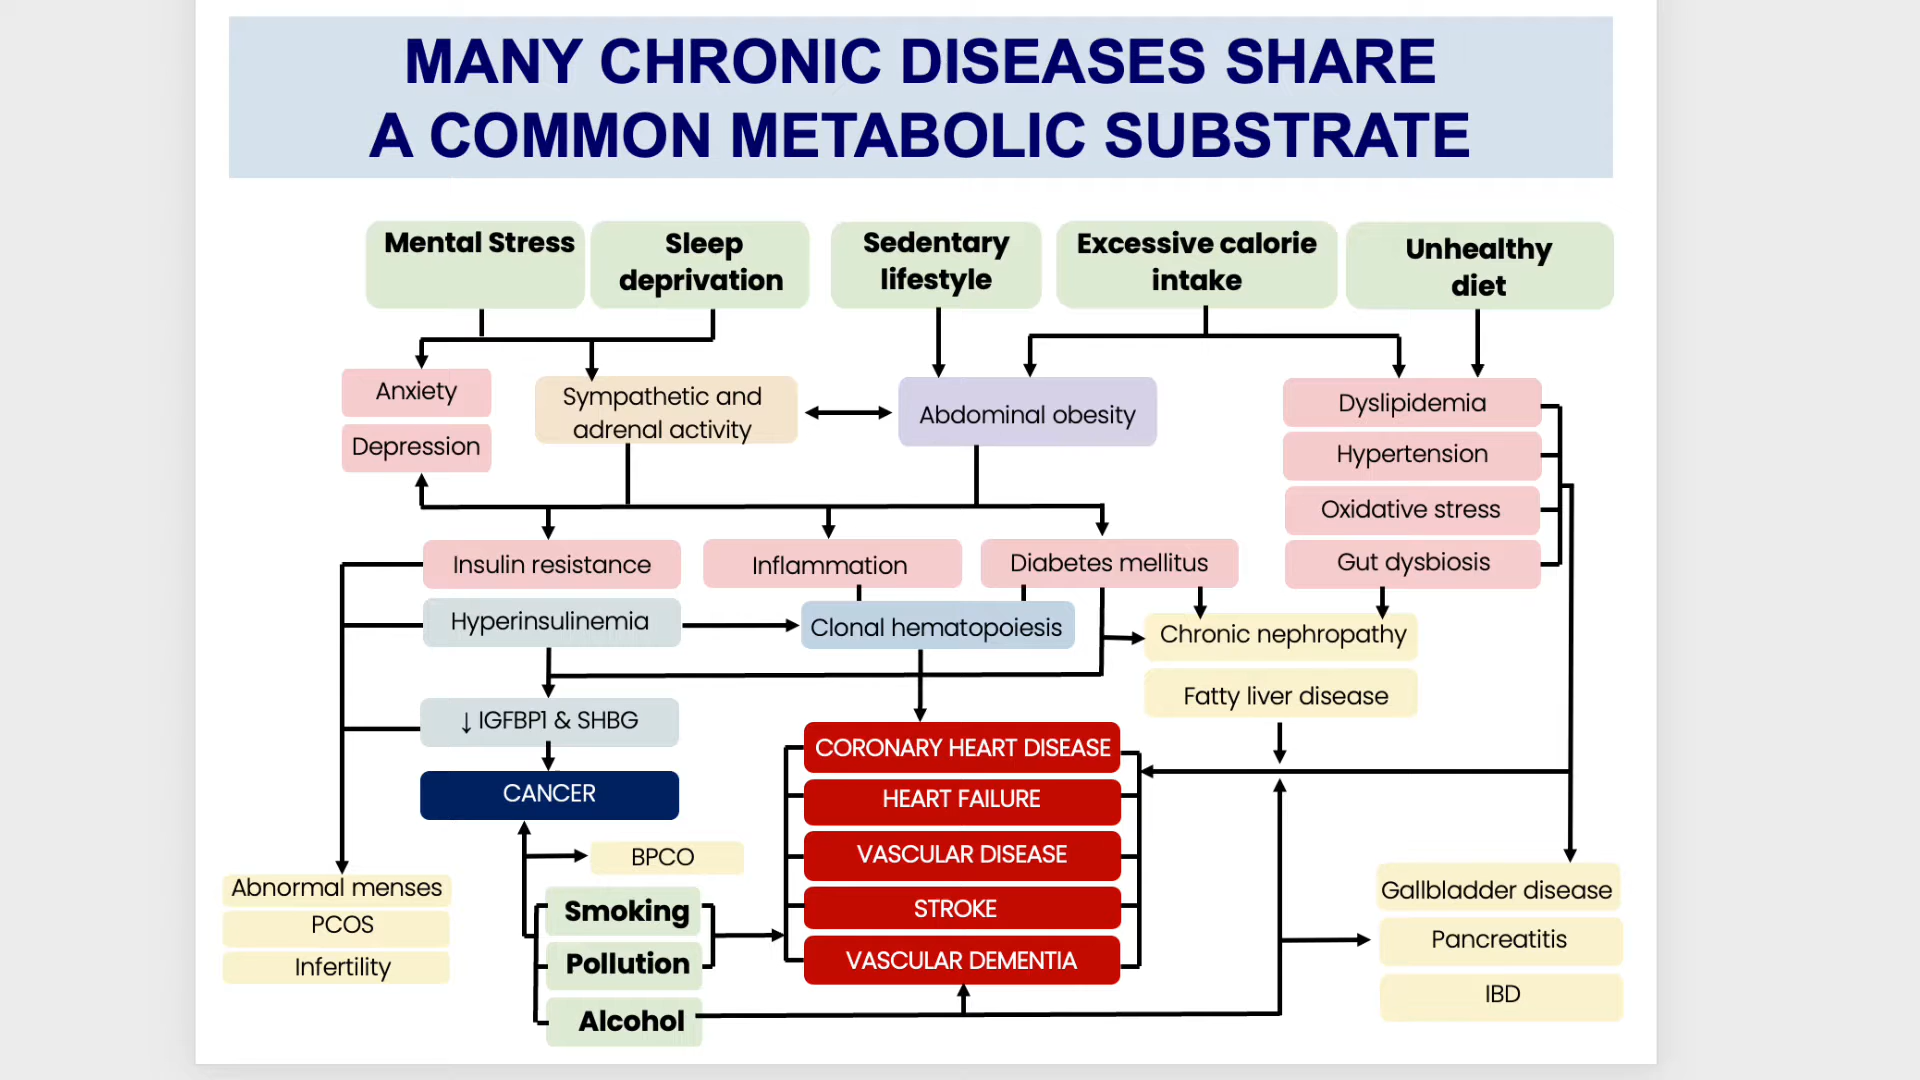 MANY CHRONIC DISEASES SHARE
A COMMON METABOLIC SUBSTRATE
Mental Stress
Sleep
deprivation
Sedentary
lifestyle
Excessive calorie
intake
Unhealthy
diet
Anxiety
Depression
Sympathetic and
adrenal activity
Abdominal obesity
Dyslipidemia
Hypertension
Oxidative stress
Gut dysbiosis
Insulin resistance
Inflammation
Diabetes mellitus
Hyperinsulinemia
Clonal hematopoiesis
Chronic nephropathy
Fatty liver disease
↓ IGFBP1 & SHBG
CANCER
CORONARY HEART DISEASE
HEART FAILURE
VASCULAR DISEASE
STROKE
VASCULAR DEMENTIA
BPCO
Smoking
Pollution
Alcohol
Abnormal menses
PCOS
Infertility
Gallbladder disease
Pancreatitis
IBD